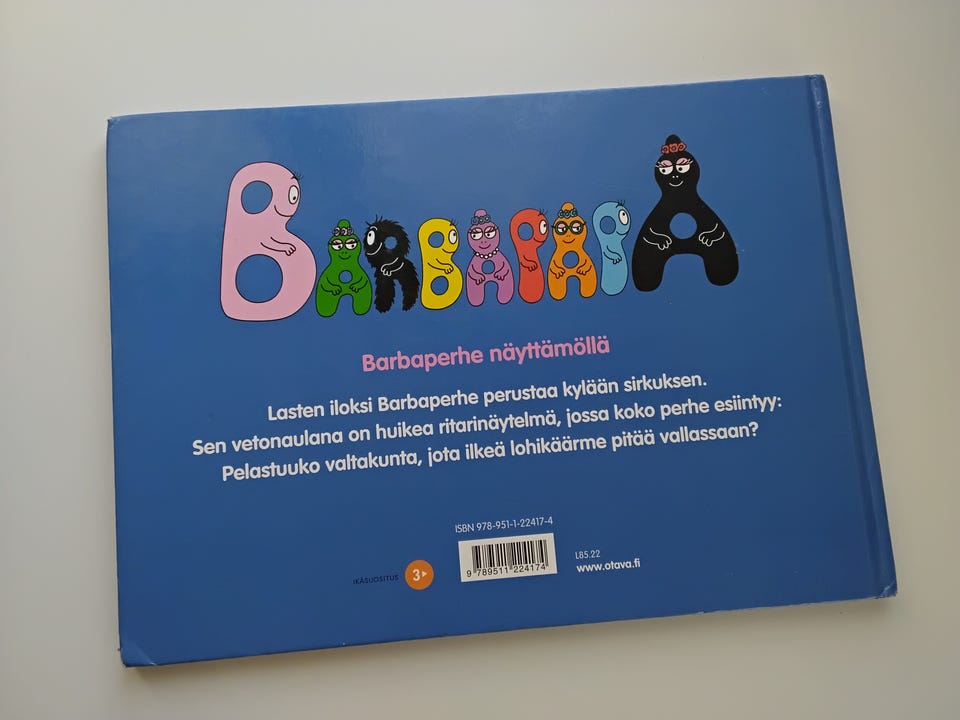 BARBAPAPA
Barbaperhe näyttämöllä
Lasten iloksi Barbaperhe perustaa kylään sirkuksen.
Sen vetonaulana on huikea ritarinäytelmä, jossa koko perhe esiintyy:
Pelastuuko valtakunta, jota ilkeä lohikäärme pitää vallassaan?
ISBN 978-951-1-22417-4
9 789511 224174
IKÄSUOSITUS 3
L85.22
www.otava.fi